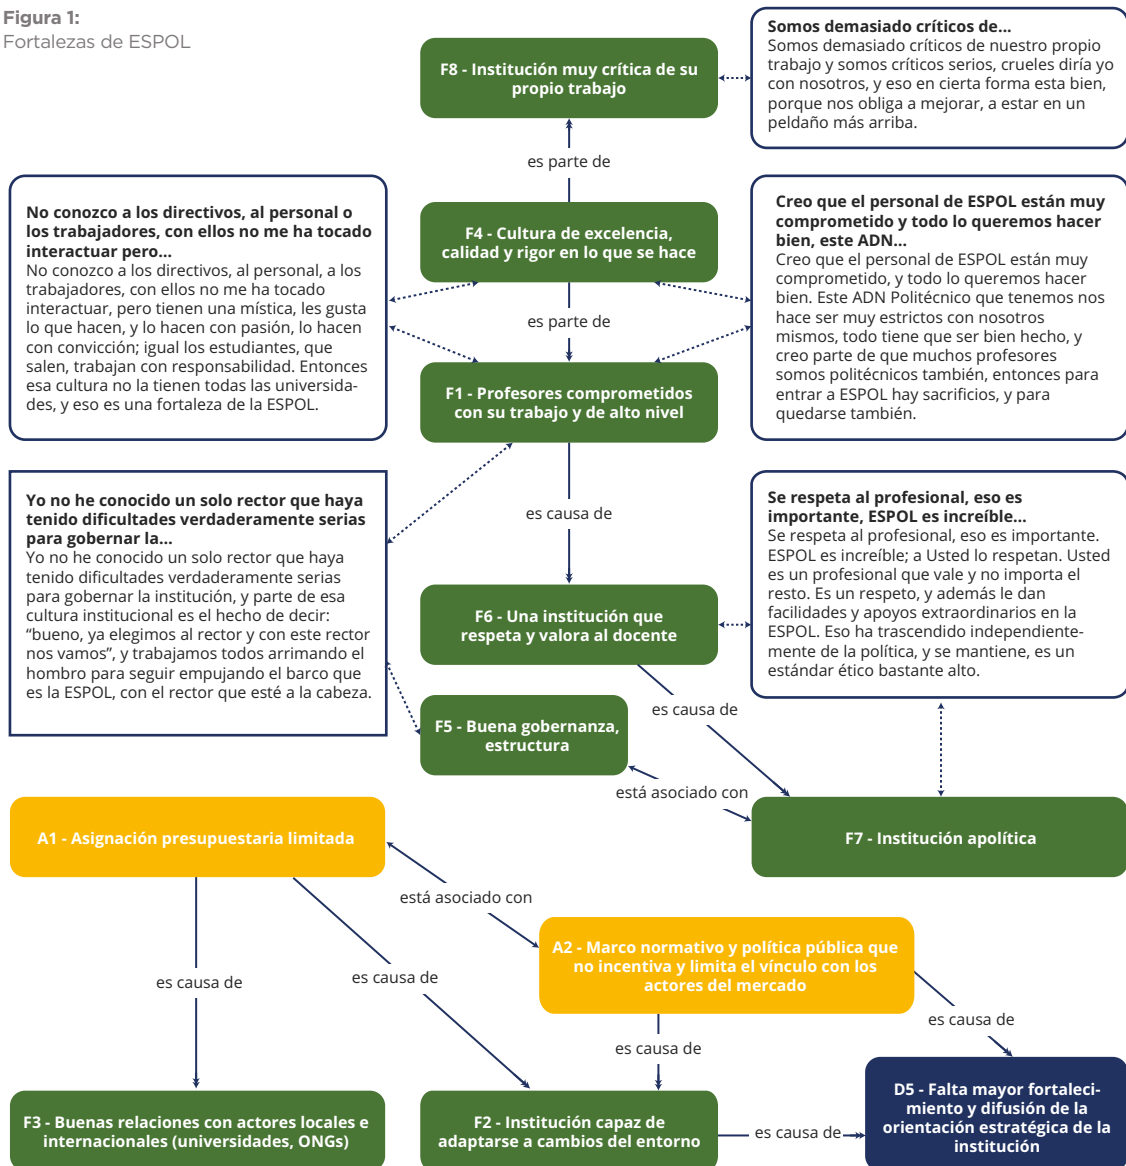 Figura 1:
Fortalezas de ESPOL
F8 - Institución muy crítica de su
propio trabajo
Somos demasiado críticos de...
Somos demasiado críticos de nuestro propio
trabajo y somos críticos serios, crueles diría yo
con nosotros, y eso en cierta forma esta bien,
porque nos obliga a mejorar, a estar en un
peldaño más arriba.
es parte de
No conozco a los directivos, al personal o
los trabajadores, con ellos no me ha tocado
interactuar pero...
No conozco a los directivos, al personal, a los
trabajadores, con ellos no me ha tocado
interactuar, pero tienen una mística, les gusta
lo que hacen, y lo hacen con pasión, lo hacen
con convicción; igual los estudiantes, que
salen, trabajan con responsabilidad. Entonces
esa cultura no la tienen todas las universida-
des, y eso es una fortaleza de la ESPOL.
F4 - Cultura de excelencia,
calidad y rigor en lo que se hace
Creo que el personal de ESPOL están muy
comprometido y todo lo queremos hacer
bien, este ADN...
Creo que el personal de ESPOL están muy
comprometido, y todo lo queremos hacer
bien. Este ADN Politécnico que tenemos nos
hace ser muy estrictos con nosotros
mismos, todo tiene que ser bien hecho, y
creo parte de que muchos profesores
somos politécnicos también, entonces para
entrar a ESPOL hay sacrificios, y para
quedarse también.
es parte de
F1 - Profesores comprometidos
con su trabajo y de alto nivel
Yo no he conocido un solo rector que haya
tenido dificultades verdaderamente serias
para gobernar la...
Yo no he conocido un solo rector que haya
tenido dificultades verdaderamente serias
para gobernar la institución, y parte de esa
cultura institucional es el hecho de decir:
“bueno, ya elegimos al rector y con este rector
nos vamos”, y trabajamos todos arrimando el
hombro para seguir empujando el barco que
es la ESPOL, con el rector que esté a la cabeza.
es causa de
Se respeta al profesional, eso es
importante, ESPOL es increíble...
Se respeta al profesional, eso es importante.
ESPOL es increíble; a Usted lo respetan. Usted
es un profesional que vale y no importa el
resto. Es un respeto, y además le dan
facilidades y apoyos extraordinarios en la
ESPOL. Eso ha trascendido independiente-
mente de la política, y se mantiene, es un
estándar ético bastante alto.
F6 - Una institución que
respeta y valora al docente
es causa de
F5 - Buena gobernanza,
estructura
está asociado con
A1 - Asignación presupuestaria limitada
F7 - Institución apolítica
está asociado con
A2 - Marco normativo y política pública que
no incentiva y limita el vínculo con los
actores del mercado
es causa de
es causa de
es causa de
es causa de
F3 - Buenas relaciones con actores locales e
internacionales (universidades, ONGs)
F2 - Institución capaz de
adaptarse a cambios del entorno
es causa de
D5 - Falta mayor fortaleci-
miento y difusión de la
orientación estratégica de la
institución